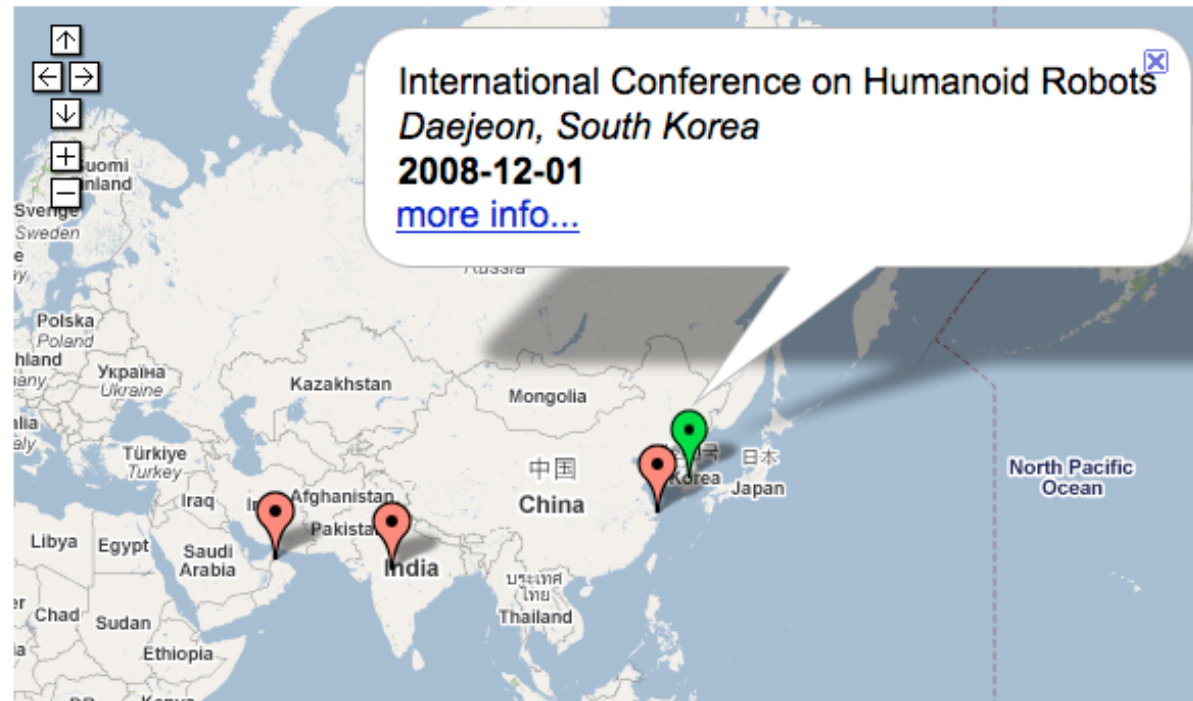 International Conference on Humanoid Robots
Daejeon, South Korea
2008-12-01
more info...
Suomi
Finland
Sverige
Sweden
Russia
Polska
Poland
Україна
Ukraine
Kazakhstan
Mongolia
Türkiye
Turkey
中国
China
Korea
日本
Japan
North Pacific
Ocean
Iraq
Afghanistan
Pakistan
Libya
Egypt
Saudi
Arabia
India
ประเทศ
ไทย
Thailand
Chad
Sudan
Ethiopia